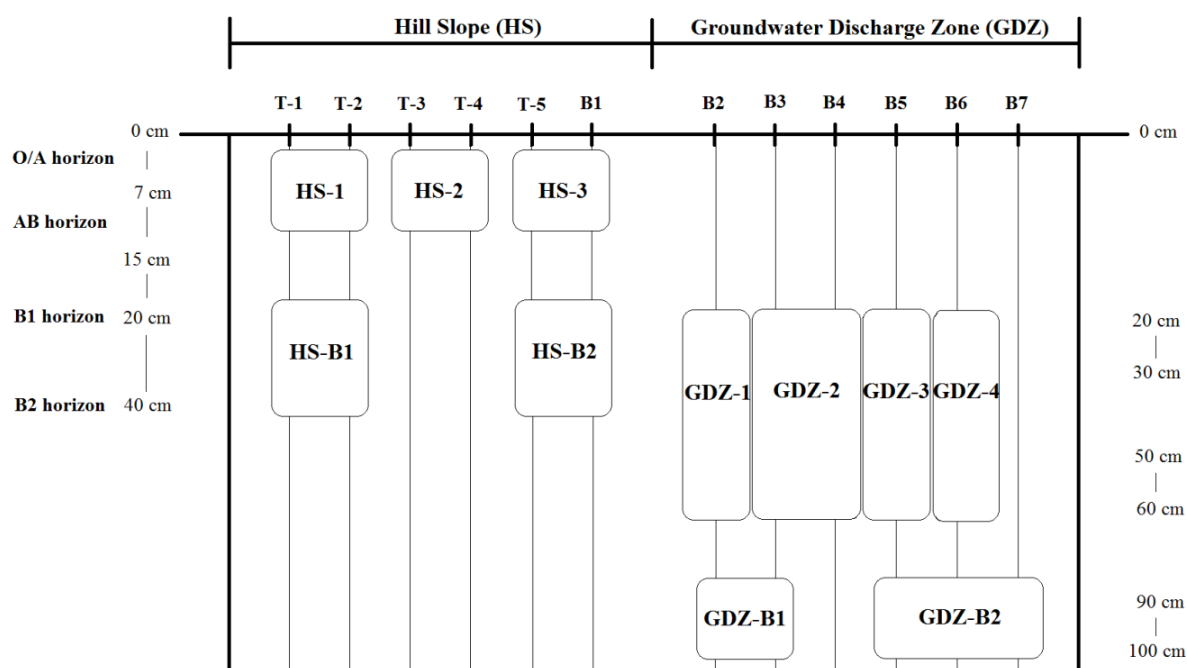 Hill Slope (HS) Groundwater Discharge Zone (GDZ)
T-1 T-2 T-3 T-4 T-5 B1 B2 B3 B4 B5 B6 B7
0 cm 0 cm
O/A horizon
7 cm HS-1 HS-2 HS-3
AB horizon
15 cm
B1 horizon 20 cm 20 cm
HS-B1 HS-B2
30 cm
GDZ-1 GDZ-2 GDZ-3 GDZ-4
B2 horizon 40 cm
50 cm
60 cm
90 cm
GDZ-B1 GDZ-B2
100 cm